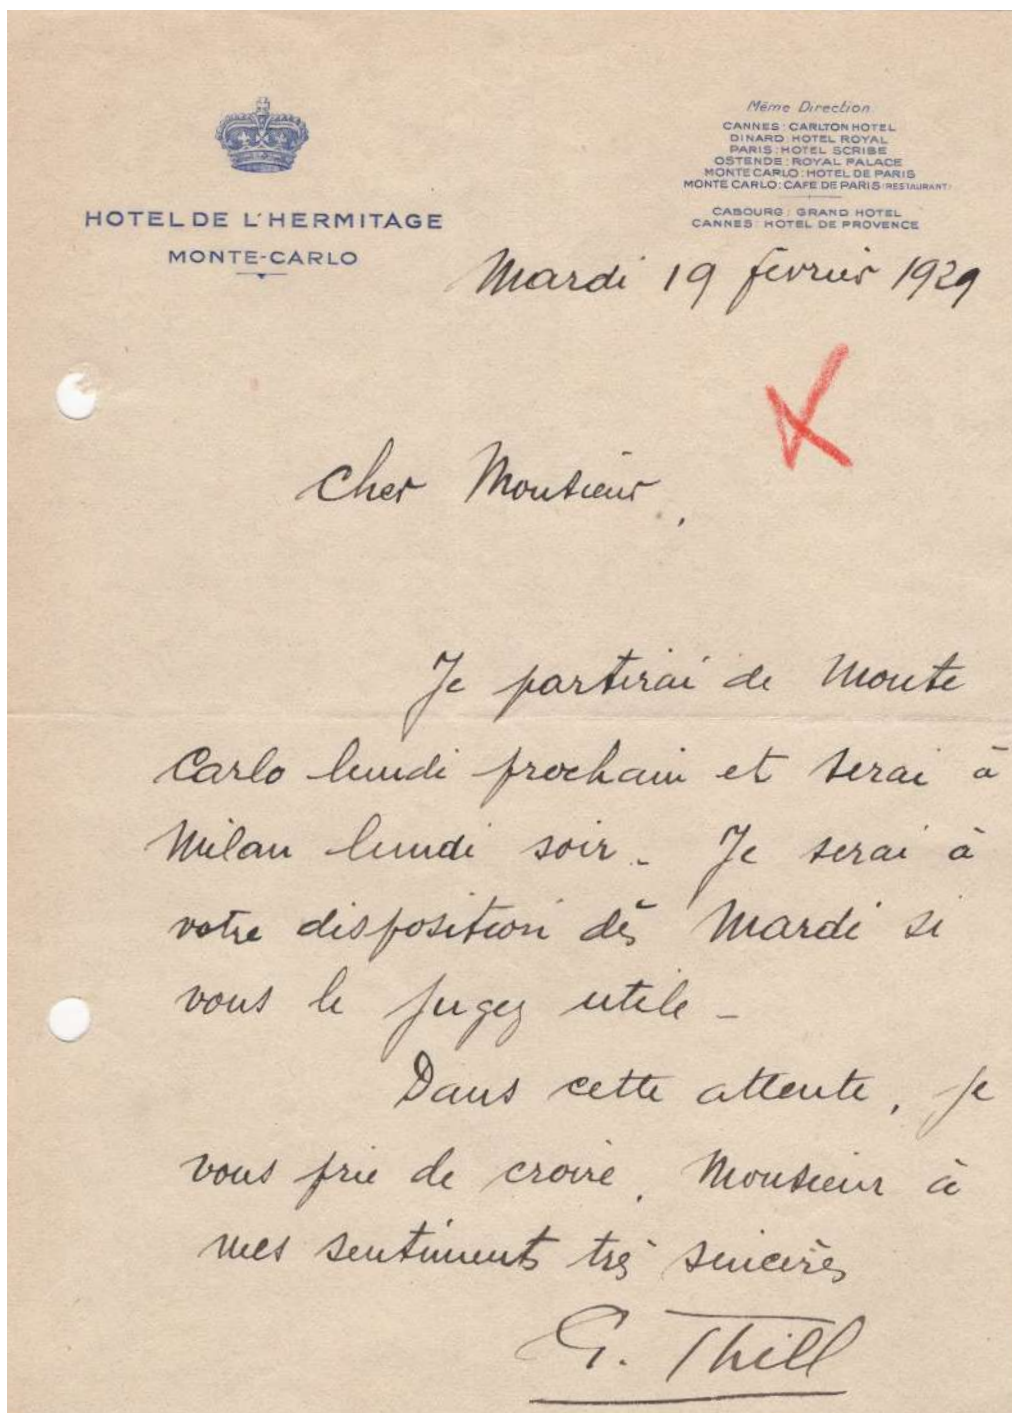 HOTEL DE L'HERMITAGE
MONTE-CARLO
Même Direction
CANNES: CARLTON HOTEL
DINARD: HOTEL ROYAL
PARIS: HOTEL SCRIBE
OSTENDE: ROYAL PALACE
MONTE CARLO: HOTEL DE PARIS
MONTE CARLO: CAFE DE PARIS (RESTAURANT)
CABOURG: GRAND HOTEL
CANNES: HOTEL DE PROVENCE
Mardi 19 février 1929
Cher Monsieur,
Je partirai de Monte
Carlo lundi prochain et serai à
Milan lundi soir. Je serai à
votre disposition dès Mardi si
vous le jugez utile -
Dans cette attente, je
vous prie de croire, Monsieur à
mes sentiments très sincères
G. Thill